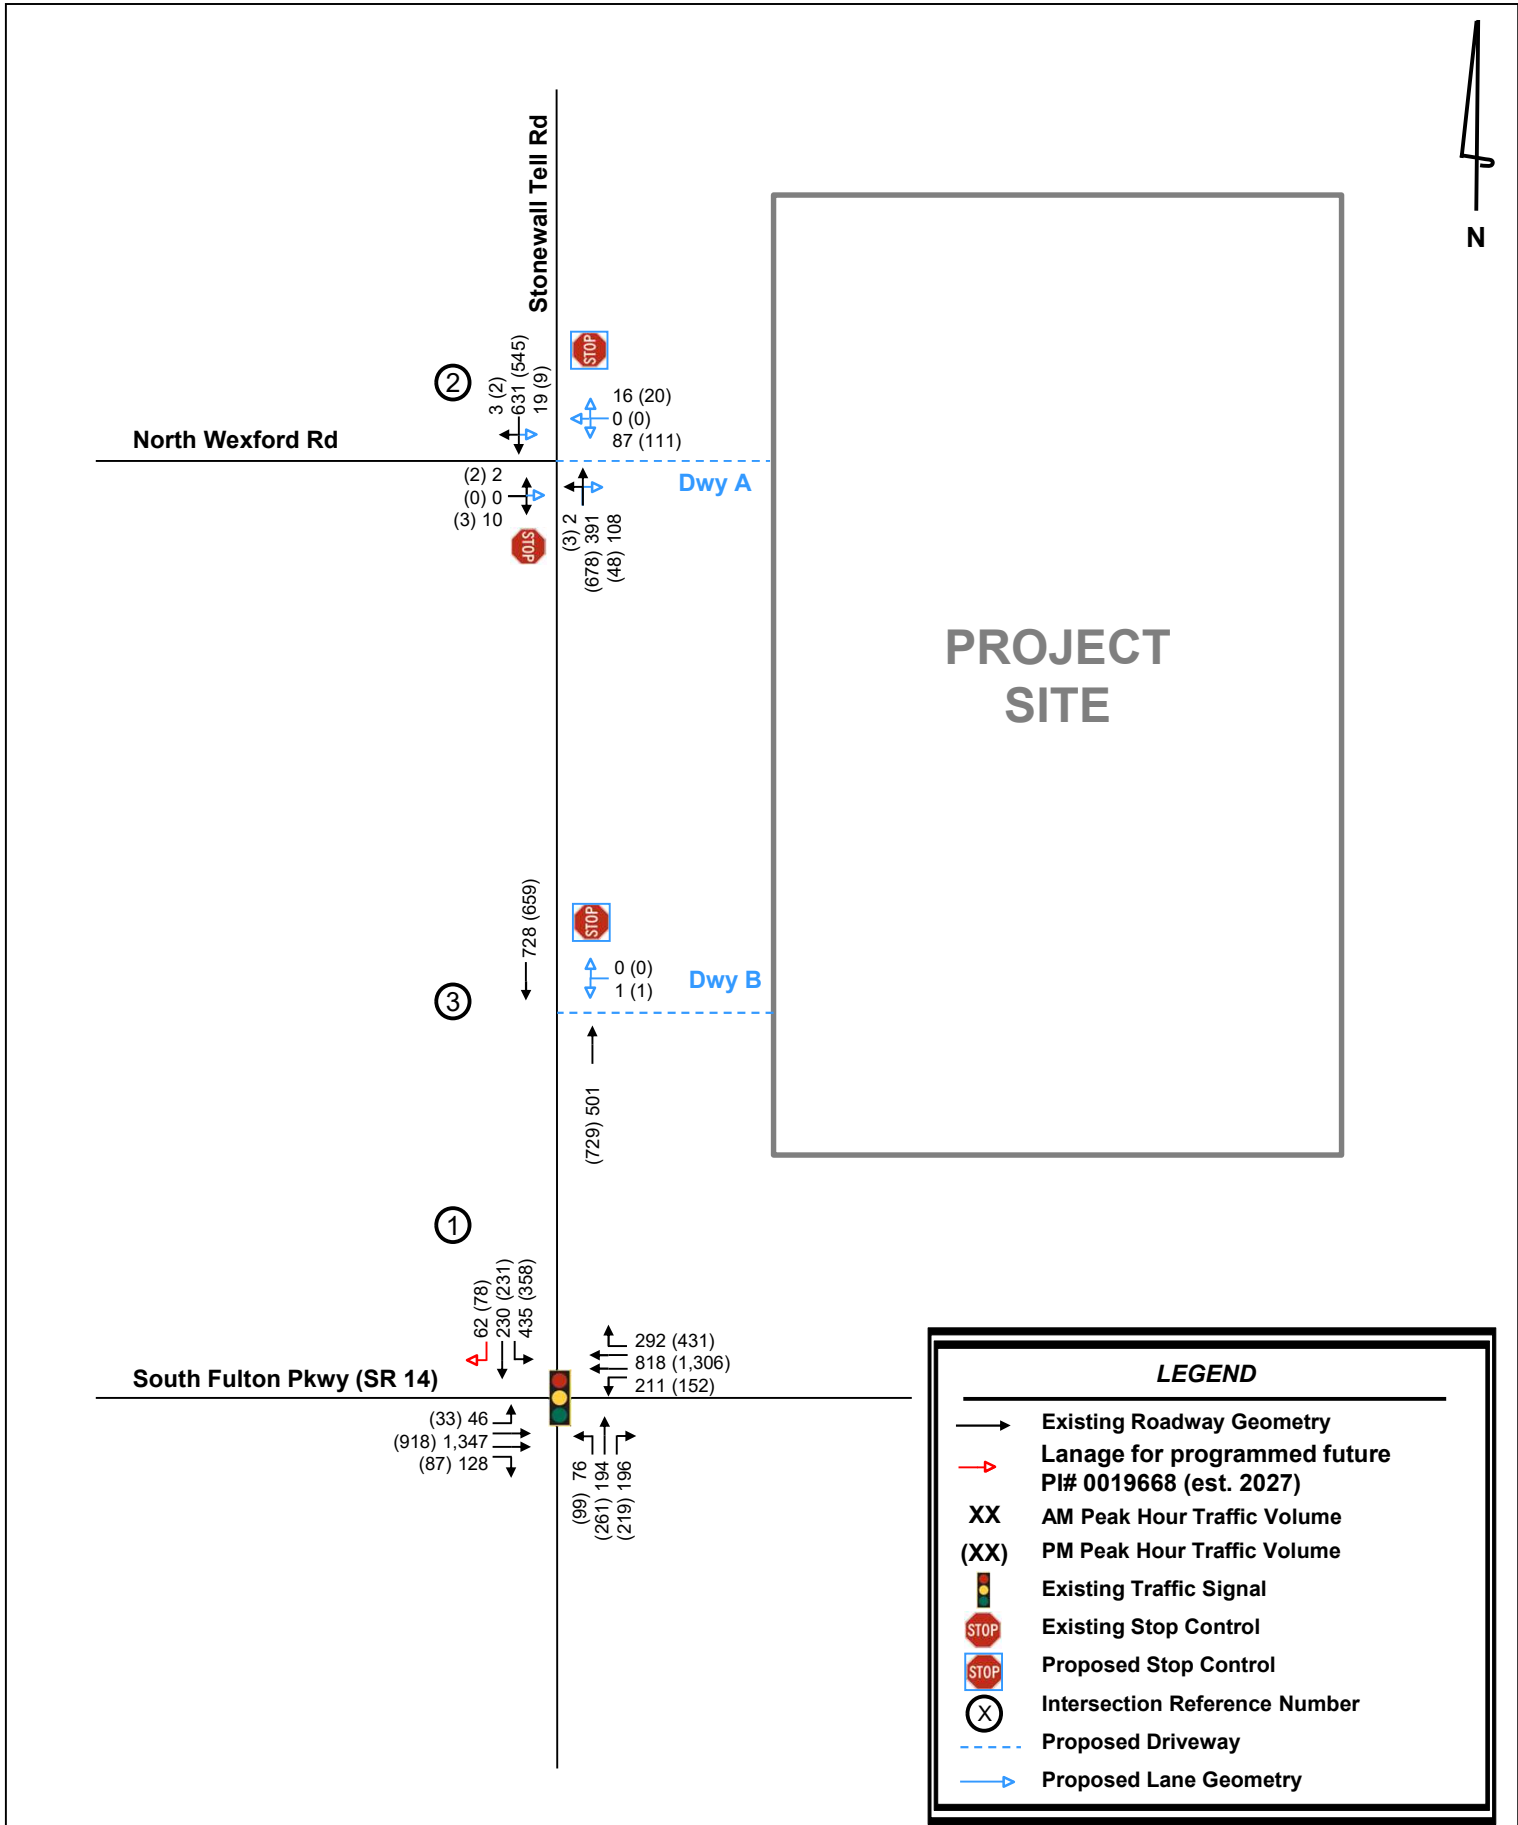 N
Stonewall Tell Rd
STOP
2
3 (2)
631 (545)
19 (9)
16 (20)
0 (0)
87 (111)
North Wexford Rd
Dwy A
(2) 2
(0) 0
(3) 10
STOP
(3) 2
(678) 391
(48) 108
PROJECT
SITE
728 (659)
STOP
0 (0)
1 (1)
Dwy B
3
(729) 501
1
62 (78)
230 (231)
435 (358)
292 (431)
818 (1,306)
211 (152)
South Fulton Pkwy (SR 14)
(33) 46
(918) 1,347
(87) 128
(99) 76
(261) 194
(219) 196
LEGEND
Existing Roadway Geometry
Lanage for programmed future
PI# 0019668 (est. 2027)
XX AM Peak Hour Traffic Volume
(XX) PM Peak Hour Traffic Volume
Existing Traffic Signal
STOP Existing Stop Control
STOP Proposed Stop Control
X Intersection Reference Number
Proposed Driveway
Proposed Lane Geometry